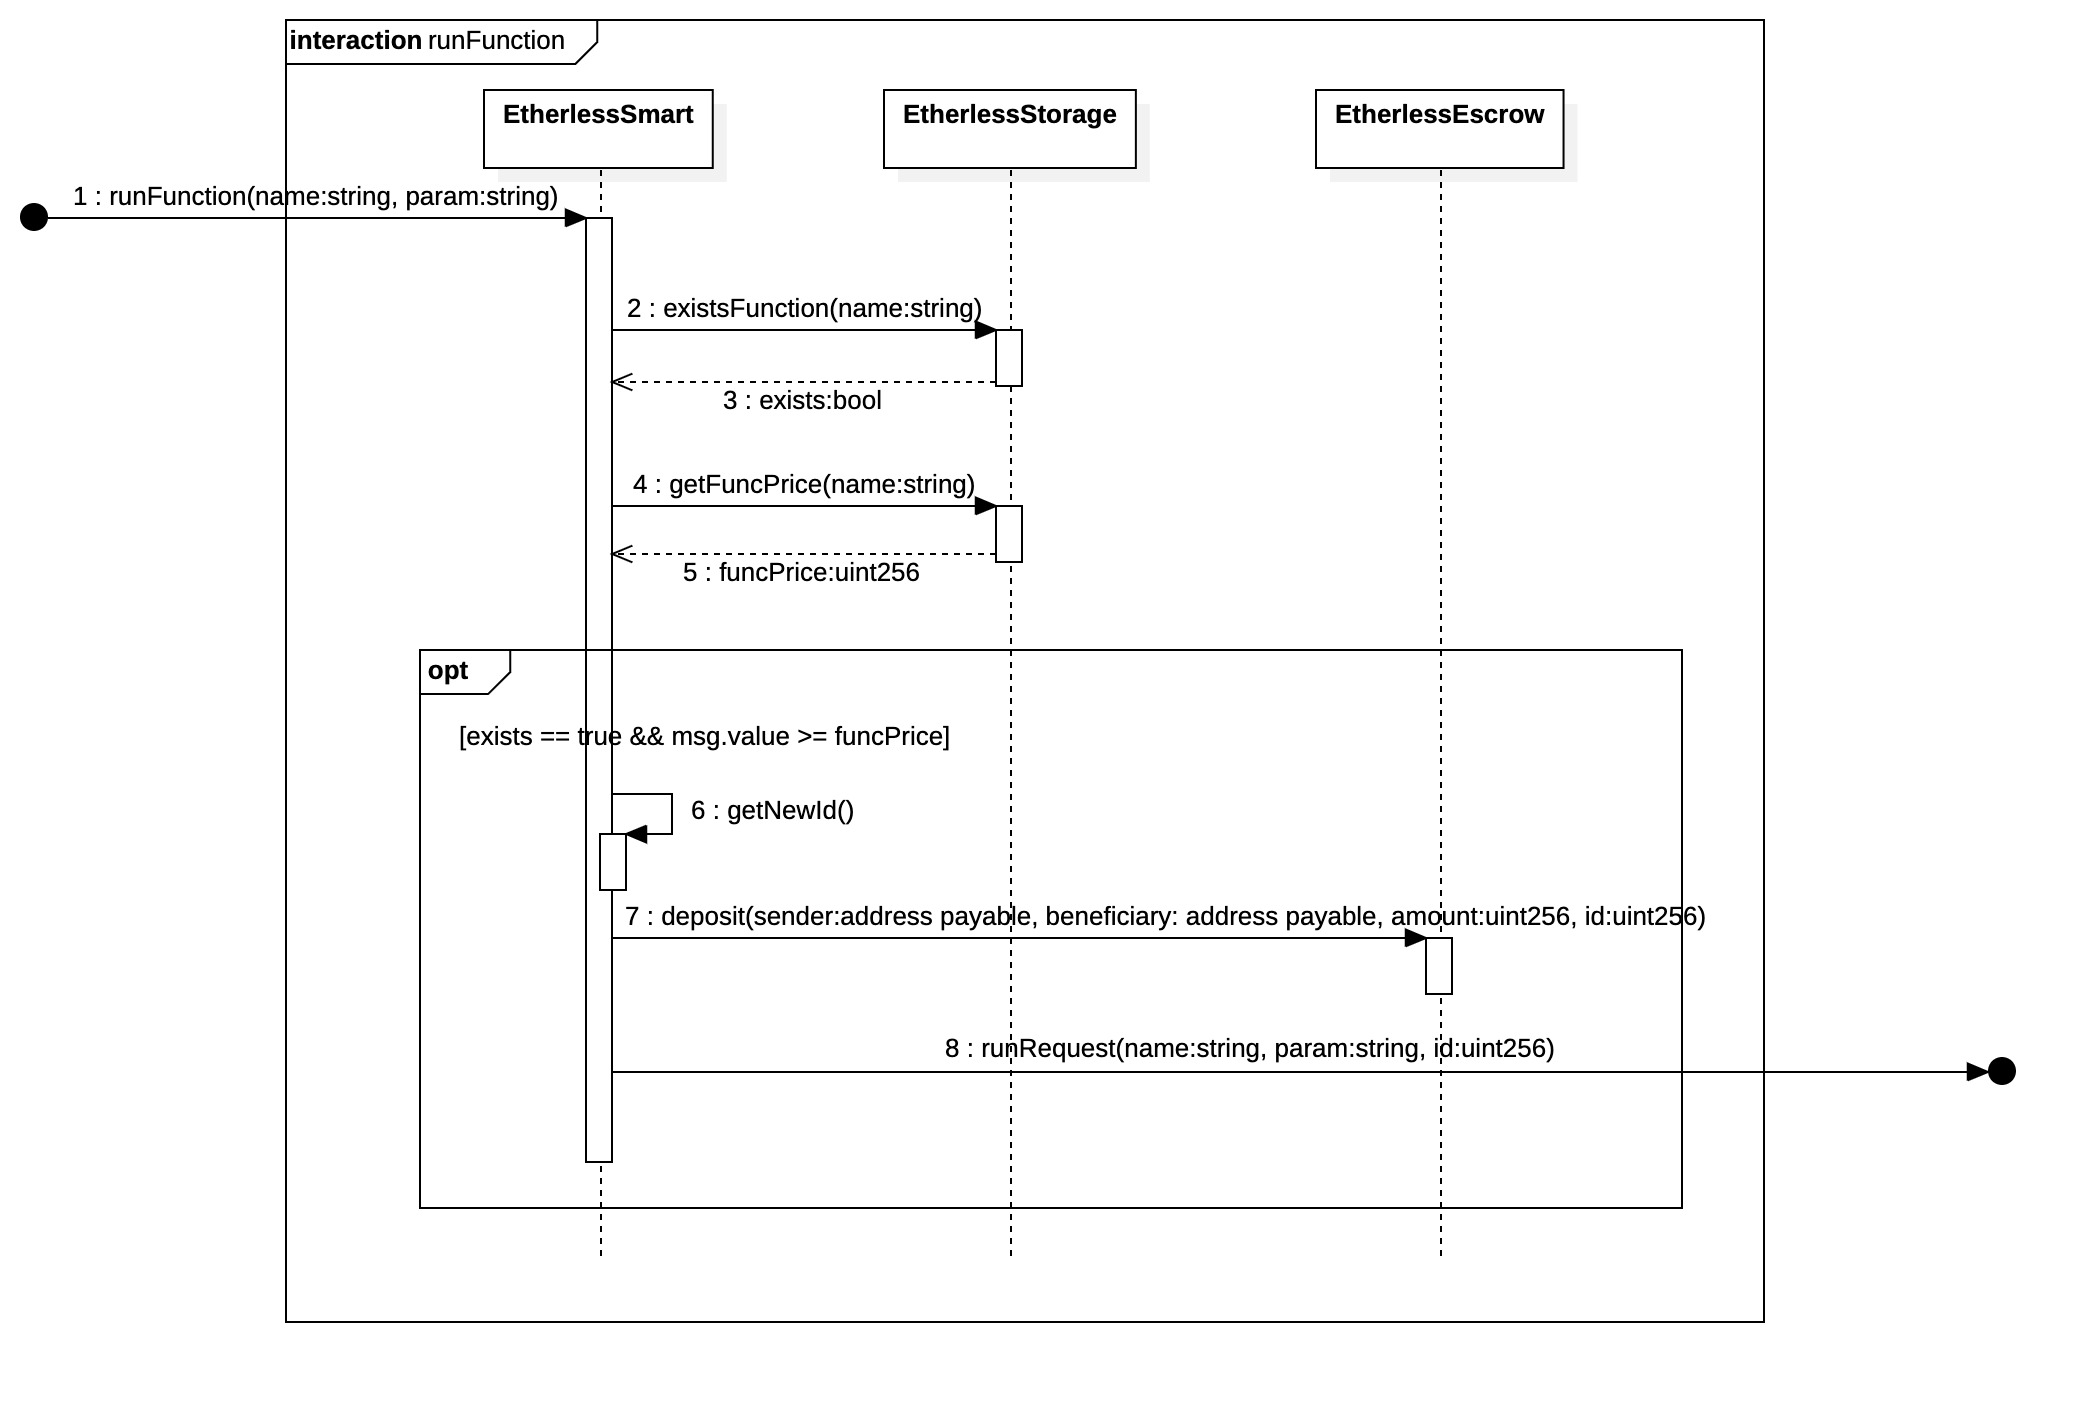 interaction runFunction
EtherlessSmart
EtherlessStorage
EtherlessEscrow
1 : runFunction(name:string, param:string)
2 : existsFunction(name:string)
3 : exists:bool
4 : getFuncPrice(name:string)
5 : funcPrice:uint256
opt
[exists == true && msg.value >= funcPrice]
6 : getNewId()
7 : deposit(sender:address payable, beneficiary: address payable, amount:uint256, id:uint256)
8 : runRequest(name:string, param:string, id:uint256)